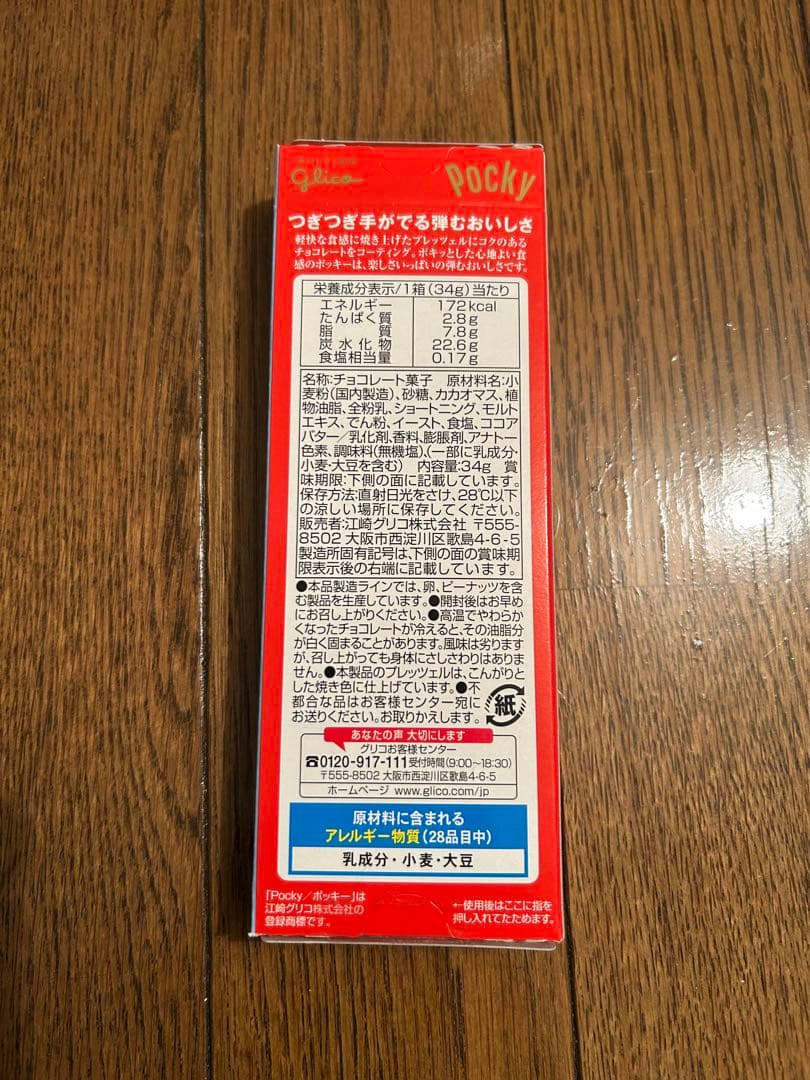 glico
Pocky
つぎつぎ手がでる弾むおいしさ
軽快な食感に焼き上げたプレッツェルにコクのある
チョコレートをコーティング。ポキッとした心地よい食
感のポッキーは、楽しさいっぱいの弾むおいしさです。
栄養成分表示/1箱(34g)当たり
エネルギー 172kcal
たんぱく質 2.8g
脂質 7.8g
炭水化物 22.6g
食塩相当量 0.17g
名称:チョコレート菓子 原材料名:小
麦粉(国内製造)、砂糖、カカオマス、植
物油脂、全粉乳、ショートニング、モルト
エキス、でん粉、イースト、食塩、ココア
バター/乳化剤、香料、膨脹剤、アナトー
色素、調味料(無機塩)、(一部に乳成分・
小麦・大豆を含む) 内容量:34g 賞
味期限:下側の面に記載しています。
保存方法:直射日光をさけ、28℃以下
の涼しい場所に保存してください。
販売者:江崎グリコ株式会社 〒555-
8502 大阪市西淀川区歌島4-6-5
製造所固有記号は、下側の面の賞味期
限表示後の右端に記載しています。
●本品製造ラインでは、卵、ピーナッツを含
む製品を生産しています。●開封後はお早め
にお召し上がりください。●高温でやわらか
くなったチョコレートが冷えると、その油脂分
が白く固まることがあります。風味は劣ります
が、召し上がっても身体にさしさわりはありま
せん。●本製品のプレッツェルは、こんがりと
した焼き色に仕上げています。●不
都合な品はお客様センター宛に
お送りください。お取りかえします。
紙
あなたの声 大切にします
グリコお客様センター
☎0120-917-111 受付時間(9:00〜18:30)
〒555-8502 大阪市西淀川区歌島4-6-5
ホームページ www.glico.com/jp
原材料に含まれる
アレルギー物質(28品目中)
乳成分・小麦・大豆
「Pocky/ポッキー」は
江崎グリコ株式会社の
登録商標です。
←使用後はここに指を
押し入れてたためます。